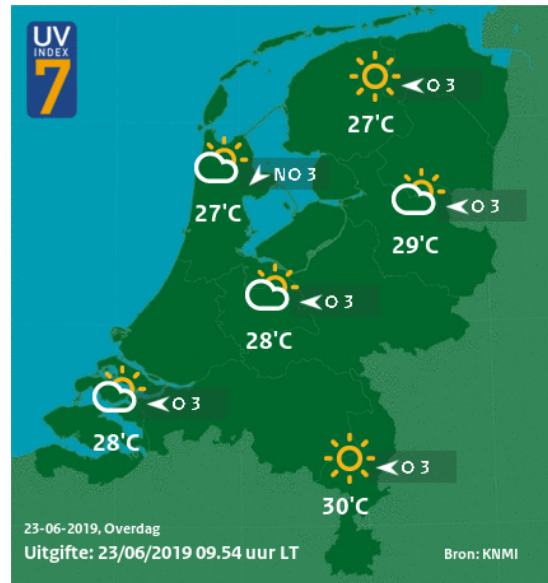 UV
INDEX
7
O 3
27°C
NO 3
27°C
O 3
29°C
O 3
28°C
O 3
28°C
O 3
30°C
23-06-2019, Overdag
Uitgifte: 23/06/2019 09.54 uur LT
Bron: KNMI